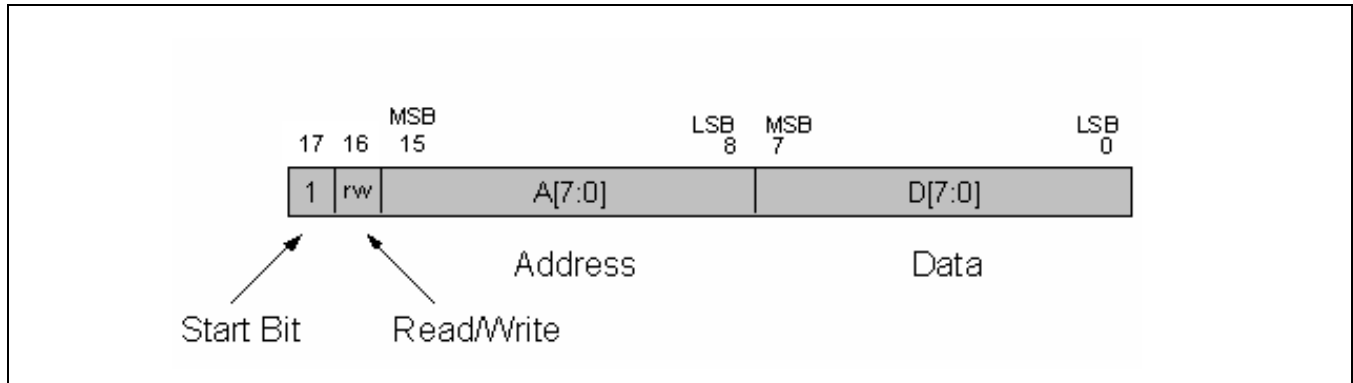 MSB LSB MSB LSB
17 16 15 8 7 0
1 rw A[7:0] D[7:0]
Address Data
Start Bit Read/Write